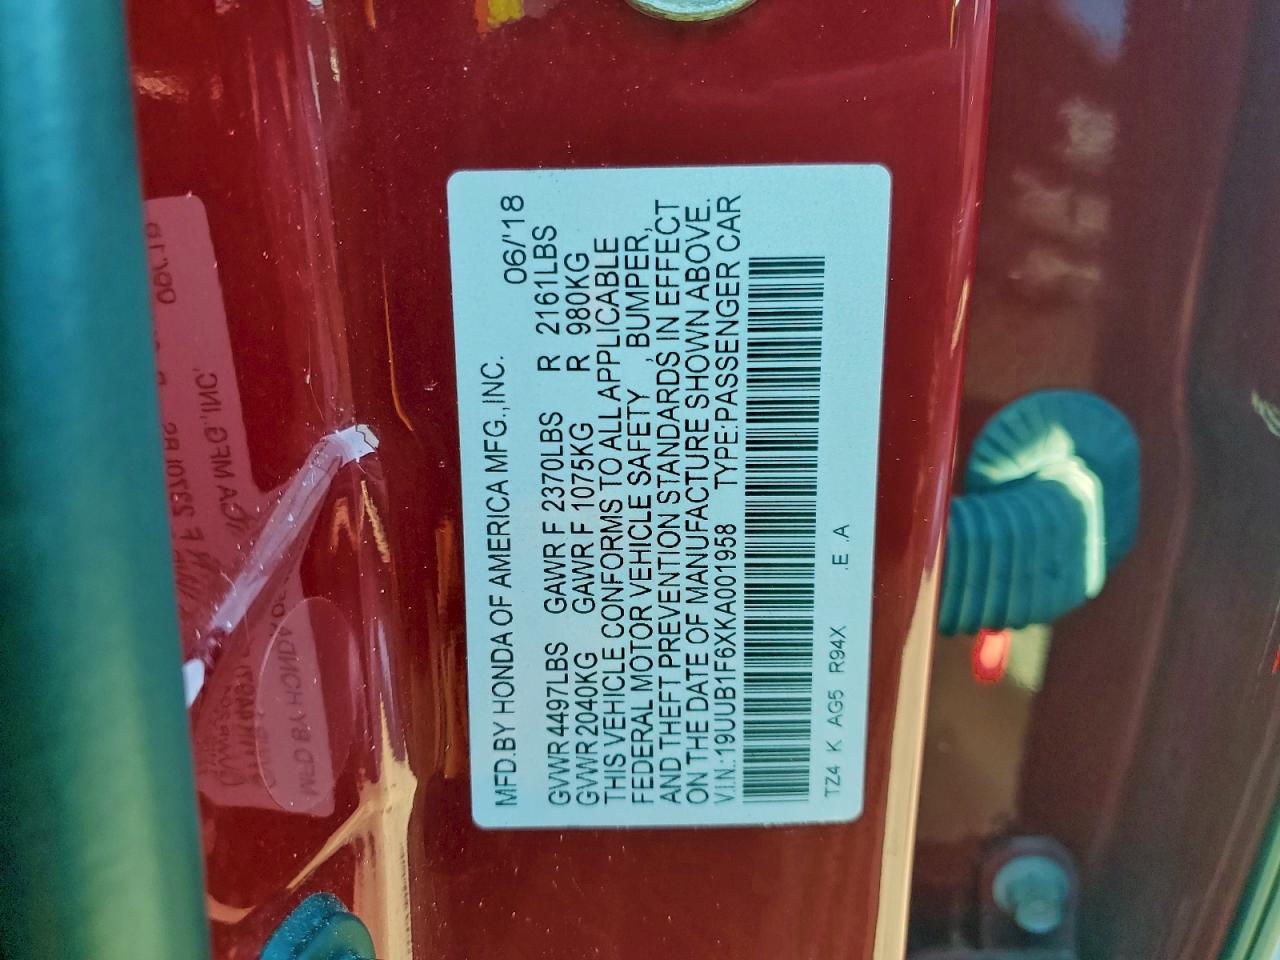 MFD.BY HONDA OF AMERICA MFG.,INC. 06/'18
GVWR 4497LBS GAWR F 2370LBS R 2161LBS
GVWR 2040KG GAWR F 1075KG R 980KG
THIS VEHICLE CONFORMS TO ALL APPLICABLE
FEDERAL MOTOR VEHICLE SAFETY , BUMPER,
AND THEFT PREVENTION STANDARDS IN EFFECT
ON THE DATE OF MANUFACTURE SHOWN ABOVE.
V.I.N.:19UUB1F6XKA001958 TYPE:PASSENGER CAR
TZ4 K AG5 R94X .E .A